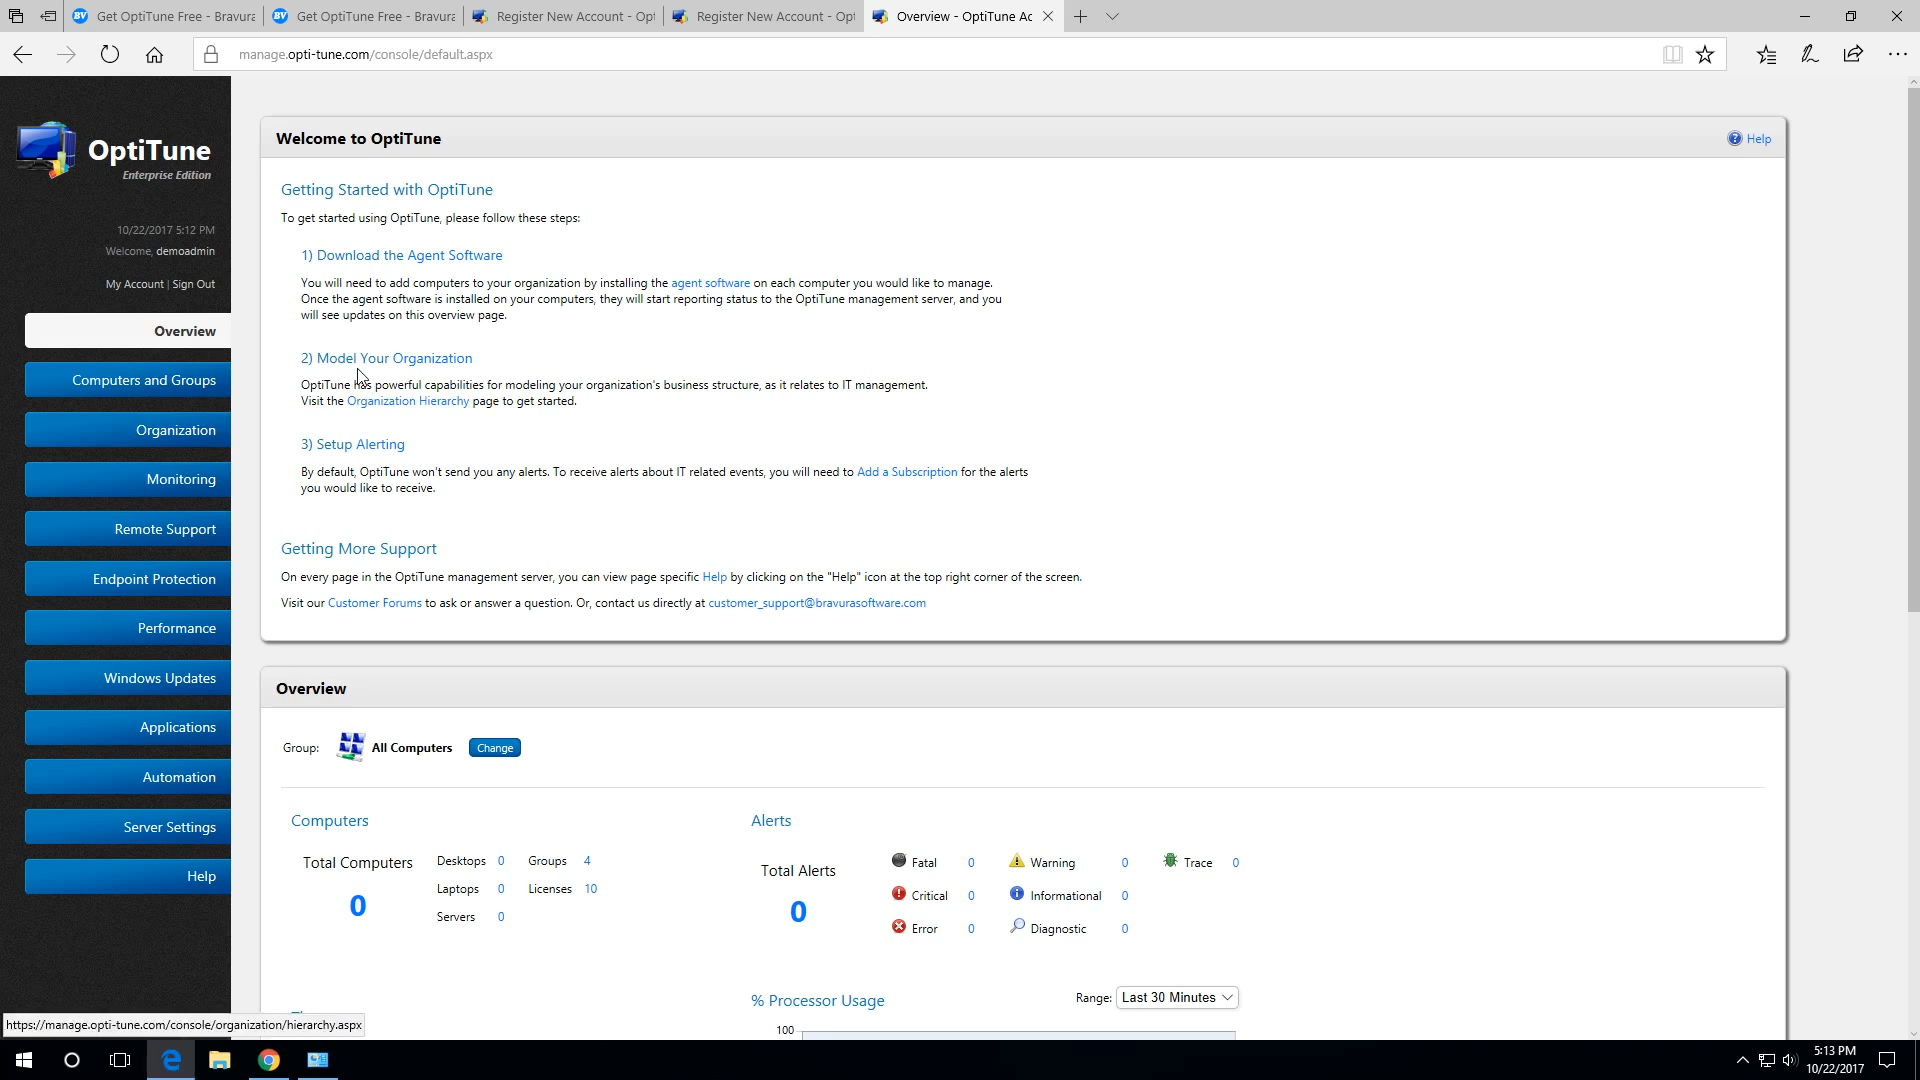 Get OptiTune Free - Bravura
Get OptiTune Free - Bravura
Register New Account - Opt
Register New Account - Opt
Overview - OptiTune Ac
manage.opti-tune.com/console/default.aspx
OptiTune
Enterprise Edition
10/22/2017 5:12 PM
Welcome, demoadmin
My Account | Sign Out
Overview
Computers and Groups
Organization
Monitoring
Remote Support
Endpoint Protection
Performance
Windows Updates
Applications
Automation
Server Settings
Help
Welcome to OptiTune
Help
Getting Started with OptiTune
To get started using OptiTune, please follow these steps:
1) Download the Agent Software
You will need to add computers to your organization by installing the agent software on each computer you would like to manage.
Once the agent software is installed on your computers, they will start reporting status to the OptiTune management server, and you
will see updates on this overview page.
2) Model Your Organization
OptiTune has powerful capabilities for modeling your organization's business structure, as it relates to IT management.
Visit the Organization Hierarchy page to get started.
3) Setup Alerting
By default, OptiTune won't send you any alerts. To receive alerts about IT related events, you will need to Add a Subscription for the alerts
you would like to receive.
Getting More Support
On every page in the OptiTune management server, you can view page specific Help by clicking on the "Help" icon at the top right corner of the screen.
Visit our Customer Forums to ask or answer a question. Or, contact us directly at customer_support@bravurasoftware.com
Overview
Group: All Computers Change
Computers
Total Computers
0
Desktops 0 Groups 4
Laptops 0 Licenses 10
Servers 0
Alerts
Total Alerts
0
Fatal 0 Warning 0 Trace 0
Critical 0 Informational 0
Error 0 Diagnostic 0
% Processor Usage
Range: Last 30 Minutes
100
https://manage.opti-tune.com/console/organization/hierarchy.aspx
5:13 PM
10/22/2017